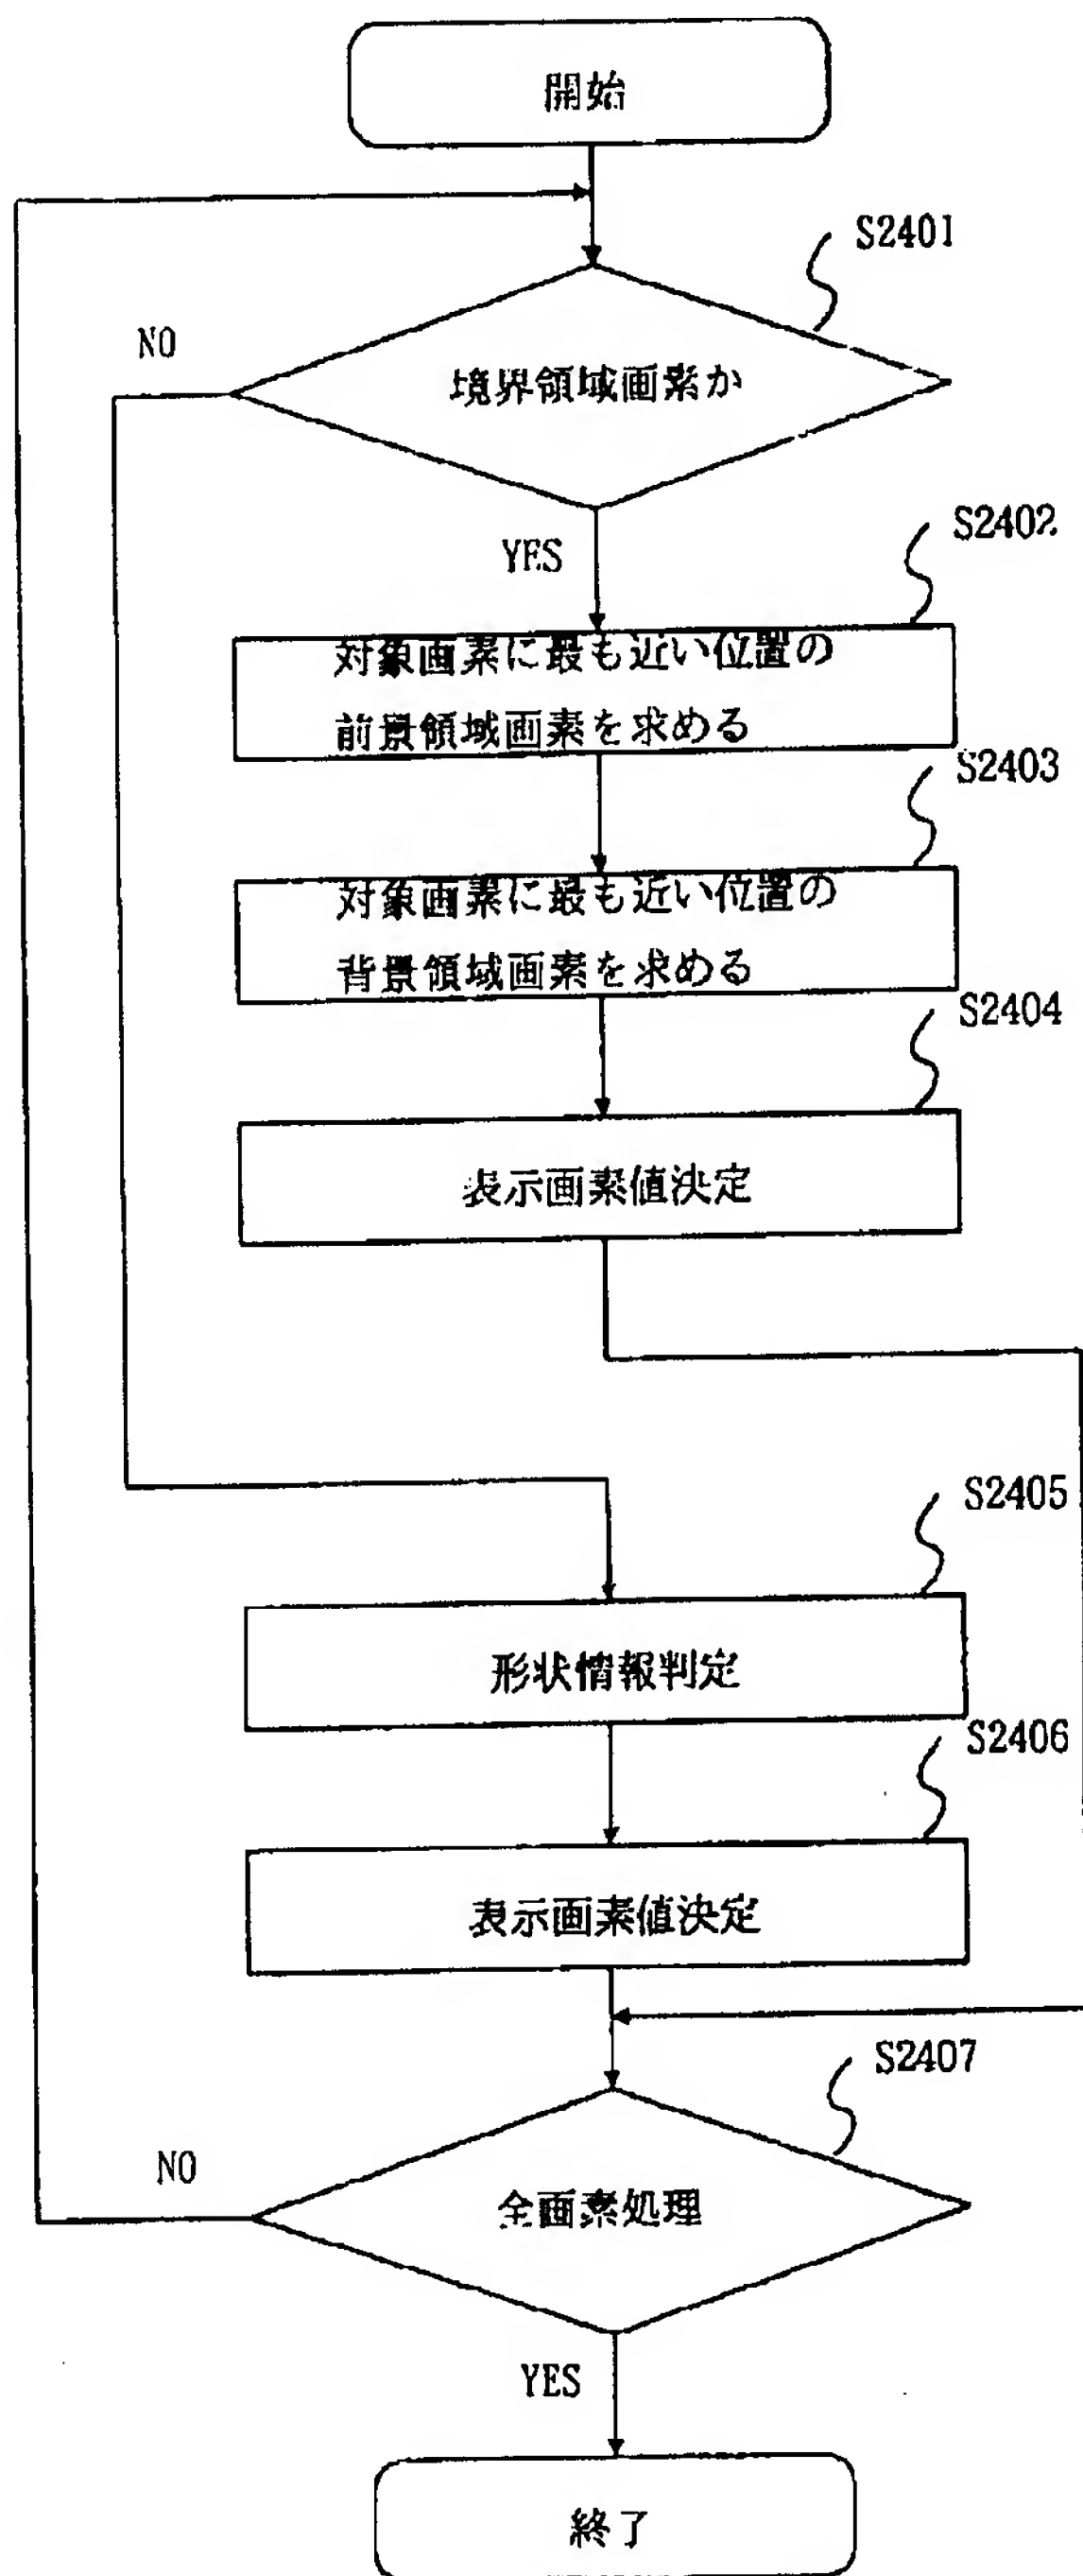 開始
S2401
NO
境界領域画素か
YES
S2402
対象画素に最も近い位置の
前景領域画素を求める
S2403
対象画素に最も近い位置の
背景領域画素を求める
S2404
表示画素値決定
S2405
形状情報判定
S2406
表示画素値決定
S2407
NO
全画素処理
YES
終了